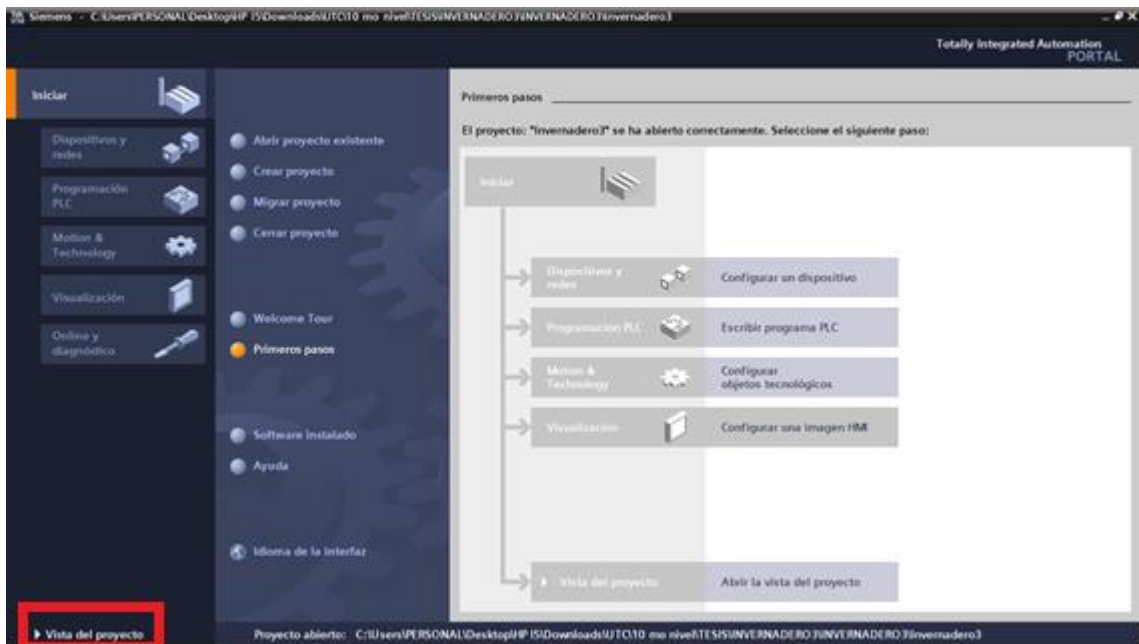 Siemens - C:\Users\PERSONAL\Desktop\HP I5\Downloads\UTC\10 mo nivel\TESIS\INVERNADERO3\INVERNADERO3\Invernadero3
Totally Integrated Automation
PORTAL
Iniciar
Dispositivos y
redes
Programación
PLC
Motion &
Technology
Visualización
Online y
diagnóstico
Vista del proyecto
Abrir proyecto existente
Crear proyecto
Migrar proyecto
Cerrar proyecto
Welcome Tour
Primeros pasos
Software instalado
Ayuda
Idioma de la interfaz
Primeros pasos
El proyecto: "Invernadero3" se ha abierto correctamente. Seleccione el siguiente paso:
Iniciar
Dispositivos y
redes
Configurar un dispositivo
Programación PLC
Escribir programa PLC
Motion &
Technology
Configurar
objetos tecnológicos
Visualización
Configurar una imagen HMI
Vista del proyecto
Abrir la vista del proyecto
Proyecto abierto: C:\Users\PERSONAL\Desktop\HP I5\Downloads\UTC\10 mo nivel\TESIS\INVERNADERO3\INVERNADERO3\Invernadero3